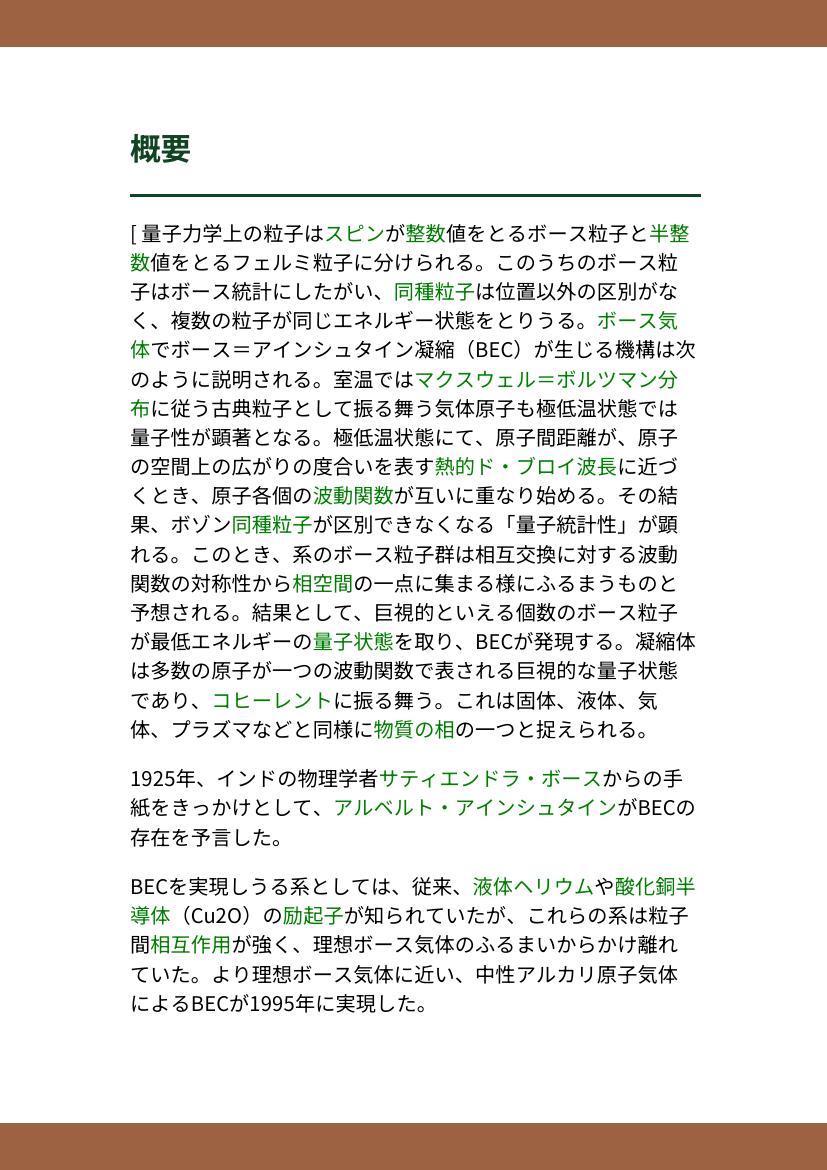 概要
[ 量子力学上の粒子はスピンが整数値をとるボース粒子と半整
数値をとるフェルミ粒子に分けられる。このうちのボース粒
子はボース統計にしたがい、同種粒子は位置以外の区別がな
く、複数の粒子が同じエネルギー状態をとりうる。ボース気
体でボース＝アインシュタイン凝縮（BEC）が生じる機構は次
のように説明される。室温ではマクスウェル＝ボルツマン分
布に従う古典粒子として振る舞う気体原子も極低温状態では
量子性が顕著となる。極低温状態にて、原子間距離が、原子
の空間上の広がりの度合いを表す熱的ド・ブロイ波長に近づ
くとき、原子各個の波動関数が互いに重なり始める。その結
果、ボゾン同種粒子が区別できなくなる「量子統計性」が顕
れる。このとき、系のボース粒子群は相互交換に対する波動
関数の対称性から相空間の一点に集まる様にふるまうものと
予想される。結果として、巨視的といえる個数のボース粒子
が最低エネルギーの量子状態を取り、BECが発現する。凝縮体
は多数の原子が一つの波動関数で表される巨視的な量子状態
であり、コヒーレントに振る舞う。これは固体、液体、気
体、プラズマなどと同様に物質の相の一つと捉えられる。
1925年、インドの物理学者サティエンドラ・ボースからの手
紙をきっかけとして、アルベルト・アインシュタインがBECの
存在を予言した。
BECを実現しうる系としては、従来、液体ヘリウムや酸化銅半
導体（Cu2O）の励起子が知られていたが、これらの系は粒子
間相互作用が強く、理想ボース気体のふるまいからかけ離れ
ていた。より理想ボース気体に近い、中性アルカリ原子気体
によるBECが1995年に実現した。